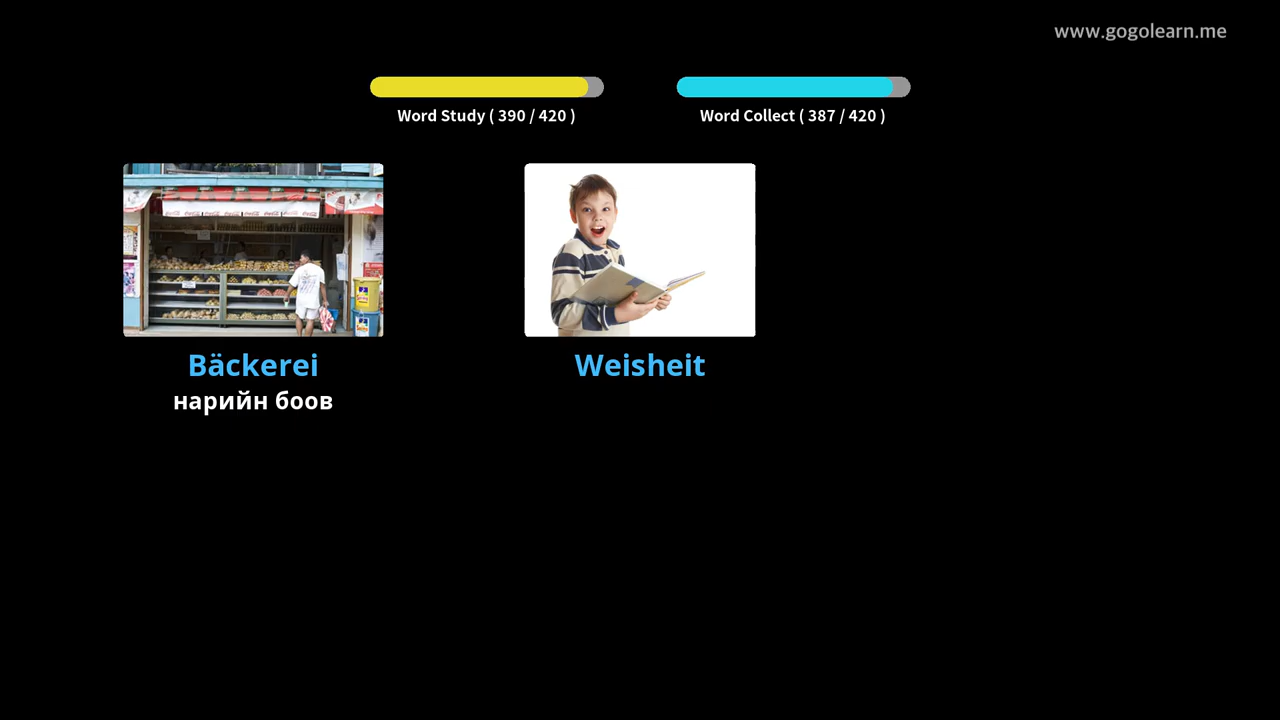 www.gogolearn.me
Word Study ( 390 / 420 )
Word Collect ( 387 / 420 )
Bäckerei
Weisheit
нарийн боов